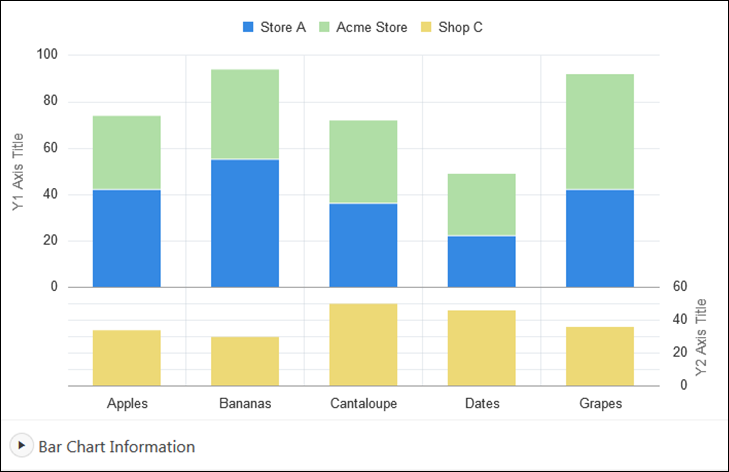 Store A Acme Store Shop C
100
80
60
40
20
0
Y1 Axis Title
60
40
20
0
Y2 Axis Title
Apples Bananas Cantaloupe Dates Grapes
Bar Chart Information